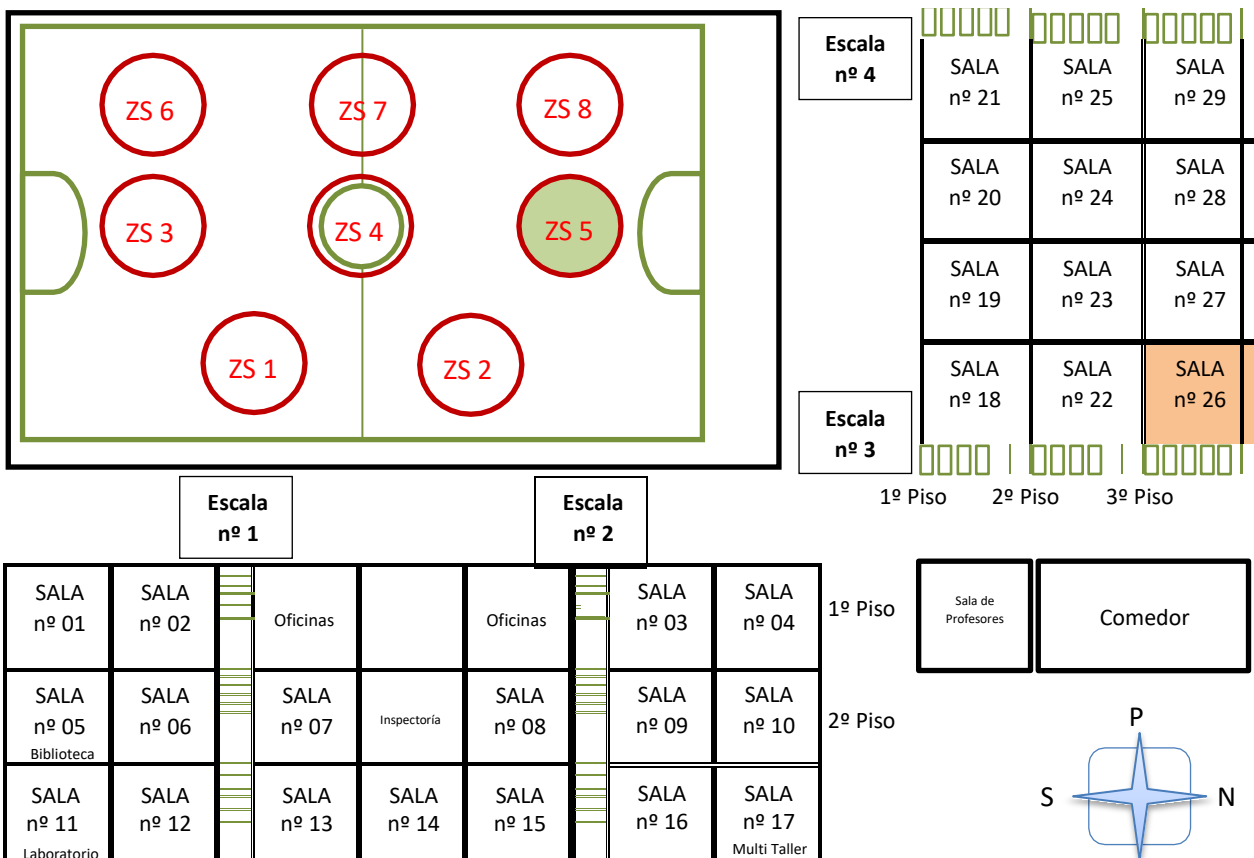 ZS 6
ZS 7
ZS 8
ZS 3
ZS 4
ZS 5
ZS 1
ZS 2
Escala
nº 4
SALA
nº 21
SALA
nº 25
SALA
nº 29
SALA
nº 20
SALA
nº 24
SALA
nº 28
SALA
nº 19
SALA
nº 23
SALA
nº 27
SALA
nº 18
SALA
nº 22
SALA
nº 26
Escala
nº 3
1º Piso
2º Piso
3º Piso
Escala
nº 1
Escala
nº 2
SALA
nº 01
SALA
nº 02
Oficinas
Oficinas
SALA
nº 03
SALA
nº 04
1º Piso
SALA
nº 05
Biblioteca
SALA
nº 06
SALA
nº 07
Inspectoría
SALA
nº 08
SALA
nº 09
SALA
nº 10
2º Piso
SALA
nº 11
Laboratorio
SALA
nº 12
SALA
nº 13
SALA
nº 14
SALA
nº 15
SALA
nº 16
SALA
nº 17
Multi Taller
Sala de
Profesores
Comedor
P
S
N